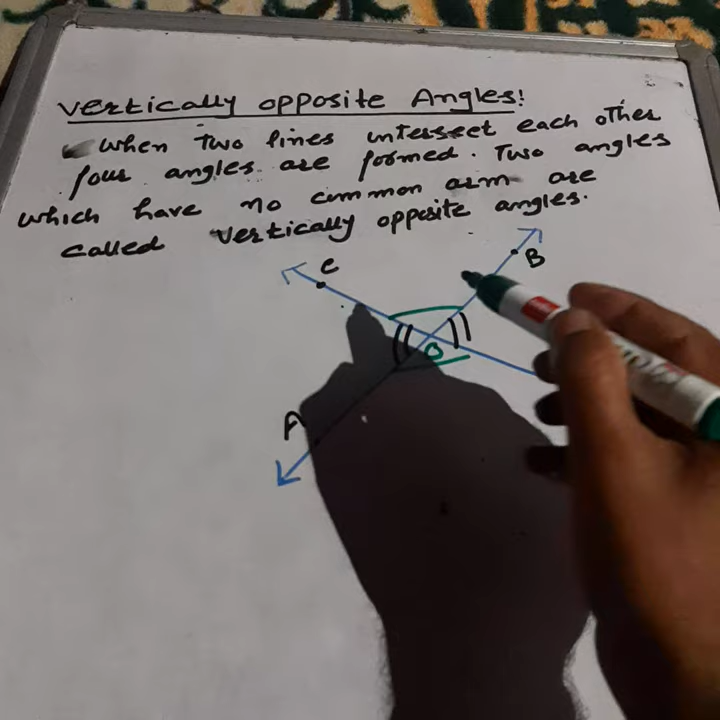 Vertically opposite Angles!
When two lines intersect each other
four angles are formed. Two angles
which have no common arm are
called vertically opposite angles.
C
B
O
A